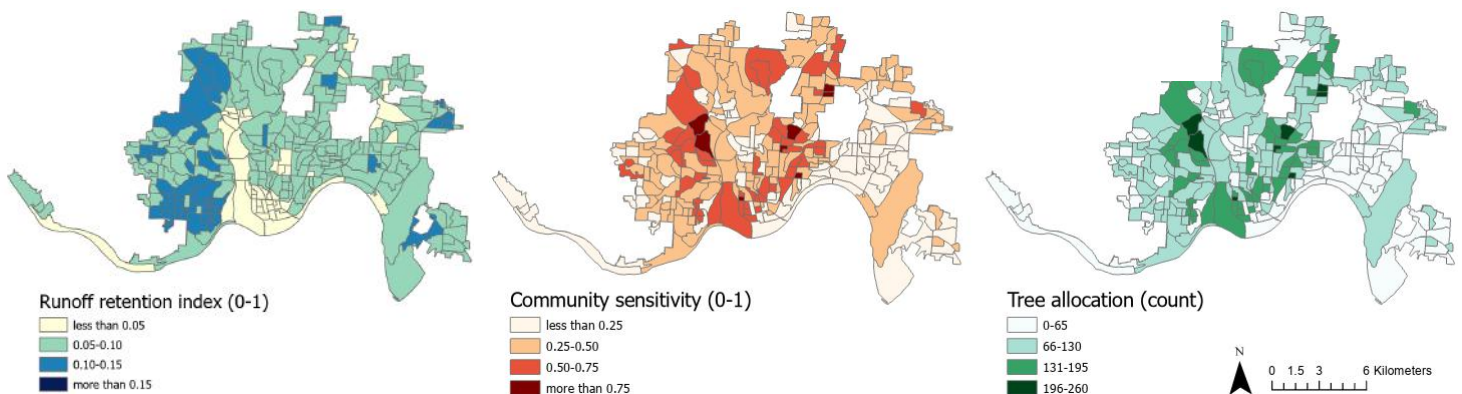 Runoff retention index (0-1)
less than 0.05
0.05-0.10
0.10-0.15
more than 0.15
Community sensitivity (0-1)
less than 0.25
0.25-0.50
0.50-0.75
more than 0.75
Tree allocation (count)
0-65
66-130
131-195
196-260
N
0 1.5 3 6 Kilometers